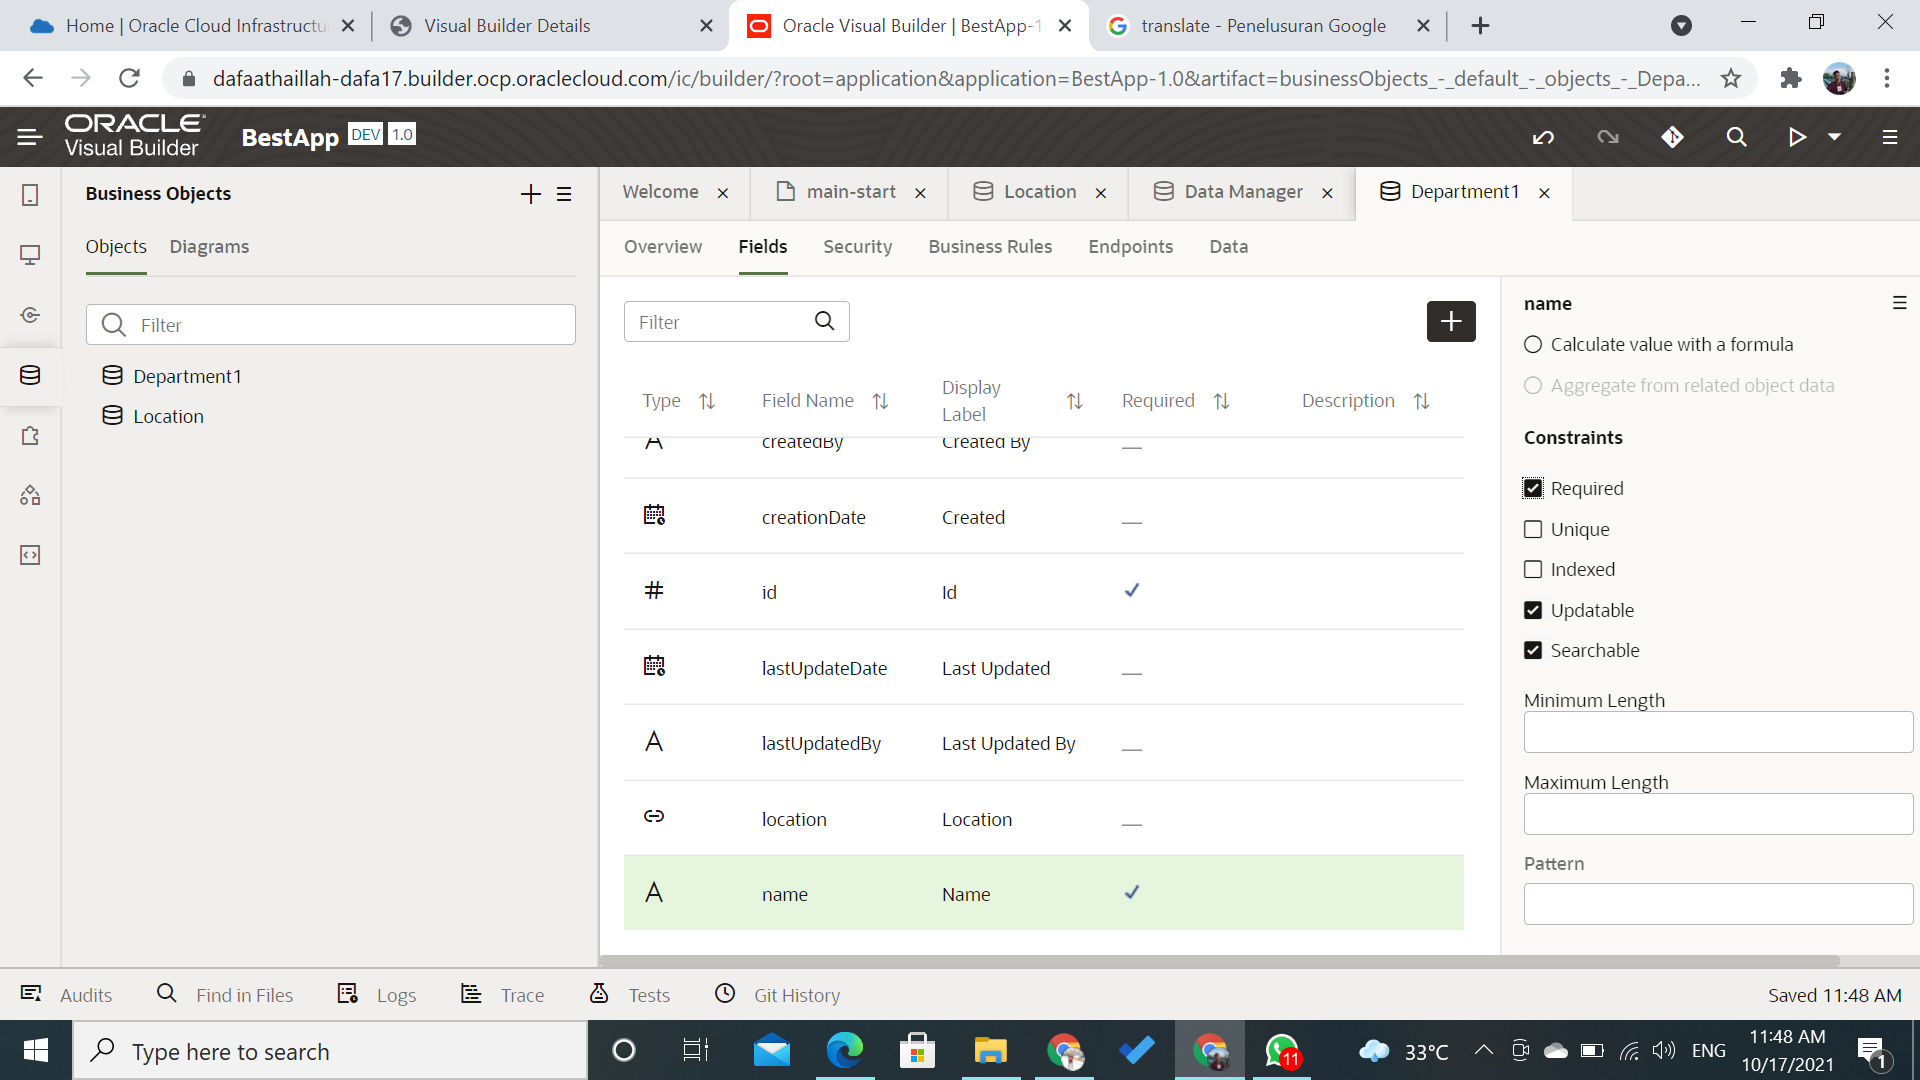 Home | Oracle Cloud Infrastructu
Visual Builder Details
Oracle Visual Builder | BestApp-1
translate - Penelusuran Google
dafaathaillah-dafa17.builder.ocp.oraclecloud.com/ic/builder/?root=application&application=BestApp-1.0&artifact=businessObjects_-_default_-_objects_-_Depa...
ORACLE
Visual Builder
BestApp DEV 1.0
Business Objects
Objects Diagrams
Filter
Department1
Location
Welcome
main-start
Location
Data Manager
Department1
Overview Fields Security Business Rules Endpoints Data
Filter
Type Field Name Display Label Required Description
createdBy Created By
creationDate Created
# id Id
lastUpdateDate Last Updated
A lastUpdatedBy Last Updated By
location Location
A name Name
name
Calculate value with a formula
Aggregate from related object data
Constraints
Required
Unique
Indexed
Updatable
Searchable
Minimum Length
Maximum Length
Pattern
Audits Find in Files Logs Trace Tests Git History
Saved 11:48 AM
Type here to search
11
33°C
ENG
11:48 AM
10/17/2021
1